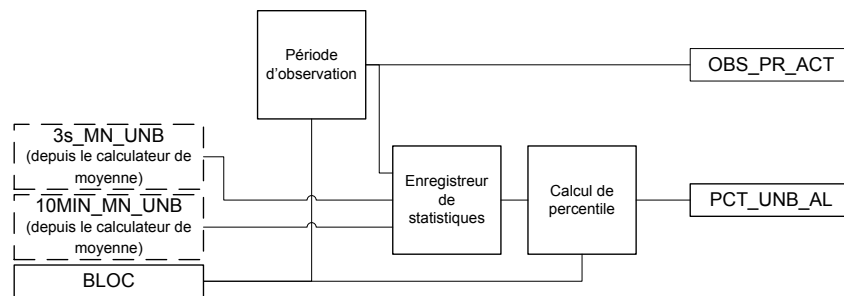 Période
d'observation
OBS_PR_ACT
3s_MN_UNB
(depuis le calculateur de
moyenne)
Enregistreur
de
statistiques
Calcul de
percentile
10MIN_MN_UNB
(depuis le calculateur de
moyenne)
PCT_UNB_AL
BLOC